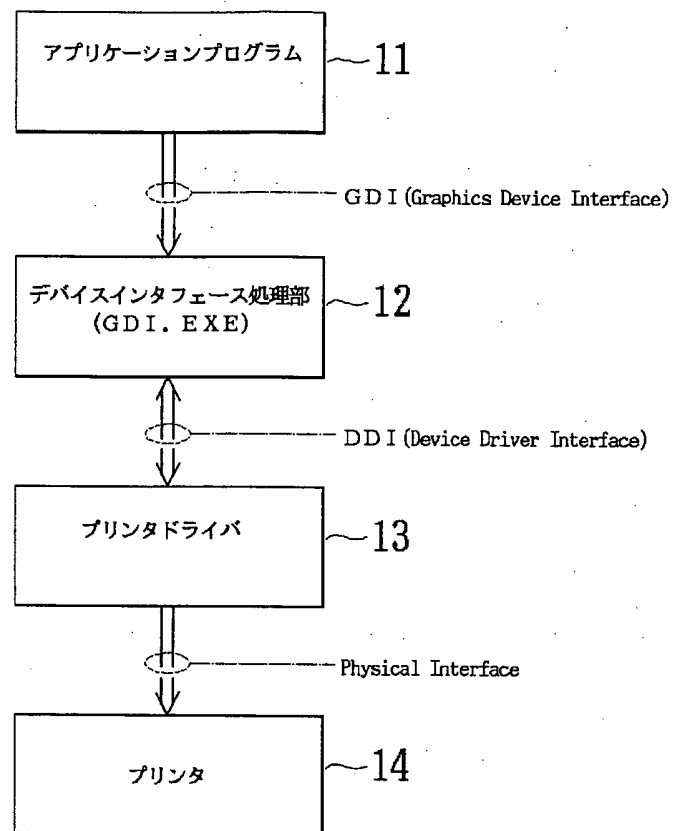 アプリケーションプログラム
11
GDI(Graphics Device Interface)
デバイスインタフェース処理部
(GDI. EXE)
12
DDI(Device Driver Interface)
プリンタドライバ
13
Physical Interface
プリンタ
14